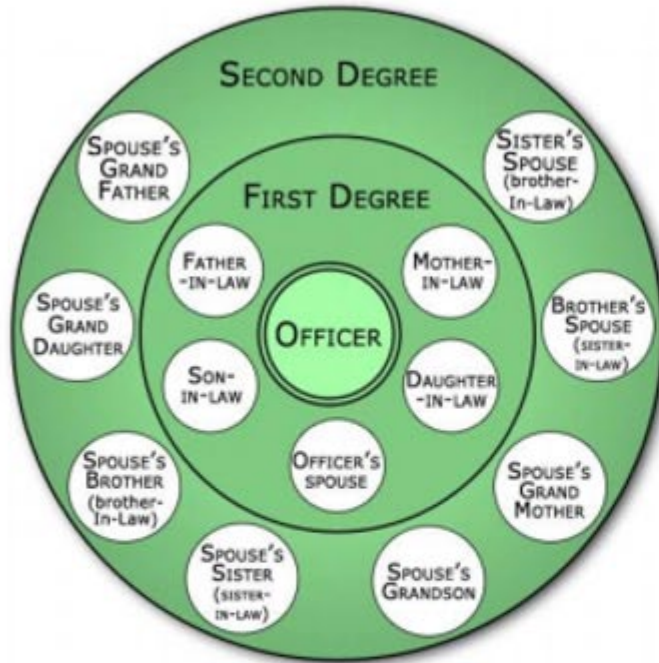 SECOND DEGREE
SPOUSE'S
GRAND
FATHER
SISTER'S
SPOUSE
(brother-
In-Law)
FIRST DEGREE
FATHER
-IN-LAW
MOTHER-
IN-LAW
SPOUSE'S
GRAND
DAUGHTER
OFFICER
BROTHER'S
SPOUSE
(SISTER-
IN-LAW)
SON-
IN-LAW
DAUGHTER
-IN-LAW
SPOUSE'S
BROTHER
(brother-
In-Law)
OFFICER'S
SPOUSE
SPOUSE'S
GRAND
MOTHER
SPOUSE'S
SISTER
(SISTER-
IN-LAW)
SPOUSE'S
GRANDSON